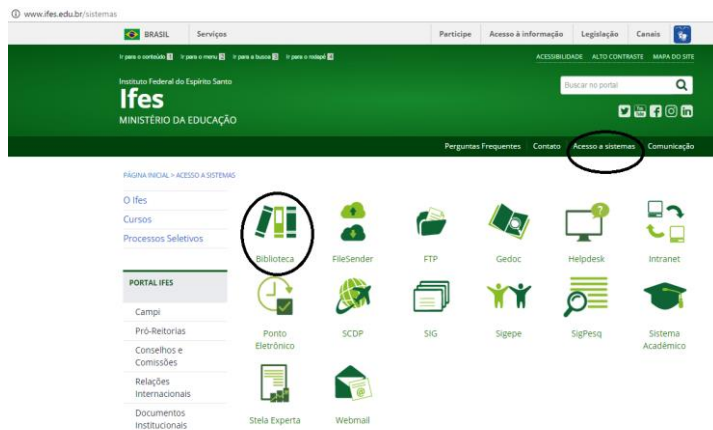 www.ifes.edu.br/sistemas
BRASIL Serviços Participe Acesso à informação Legislação Canais
Ir para o conteúdo 1 Ir para o menu 2 Ir para a busca 3 Ir para o rodapé 4 ACESSIBILIDADE ALTO CONTRASTE MAPA DO SITE
Instituto Federal do Espírito Santo
Ifes
MINISTÉRIO DA EDUCAÇÃO
Buscar no portal
Perguntas Frequentes Contato Acesso a sistemas Comunicação
PÁGINA INICIAL > ACESSO A SISTEMAS
O Ifes
Cursos
Processos Seletivos
PORTAL IFES
Campi
Pró-Reitorias
Conselhos e
Comissões
Relações
Internacionais
Documentos
Institucionais
Biblioteca FileSender FTP Gedoc Helpdesk Intranet
Ponto
Eletrônico
SCDP SIG Sigepe SigPesq
Sistema
Acadêmico
Stela Experta Webmail